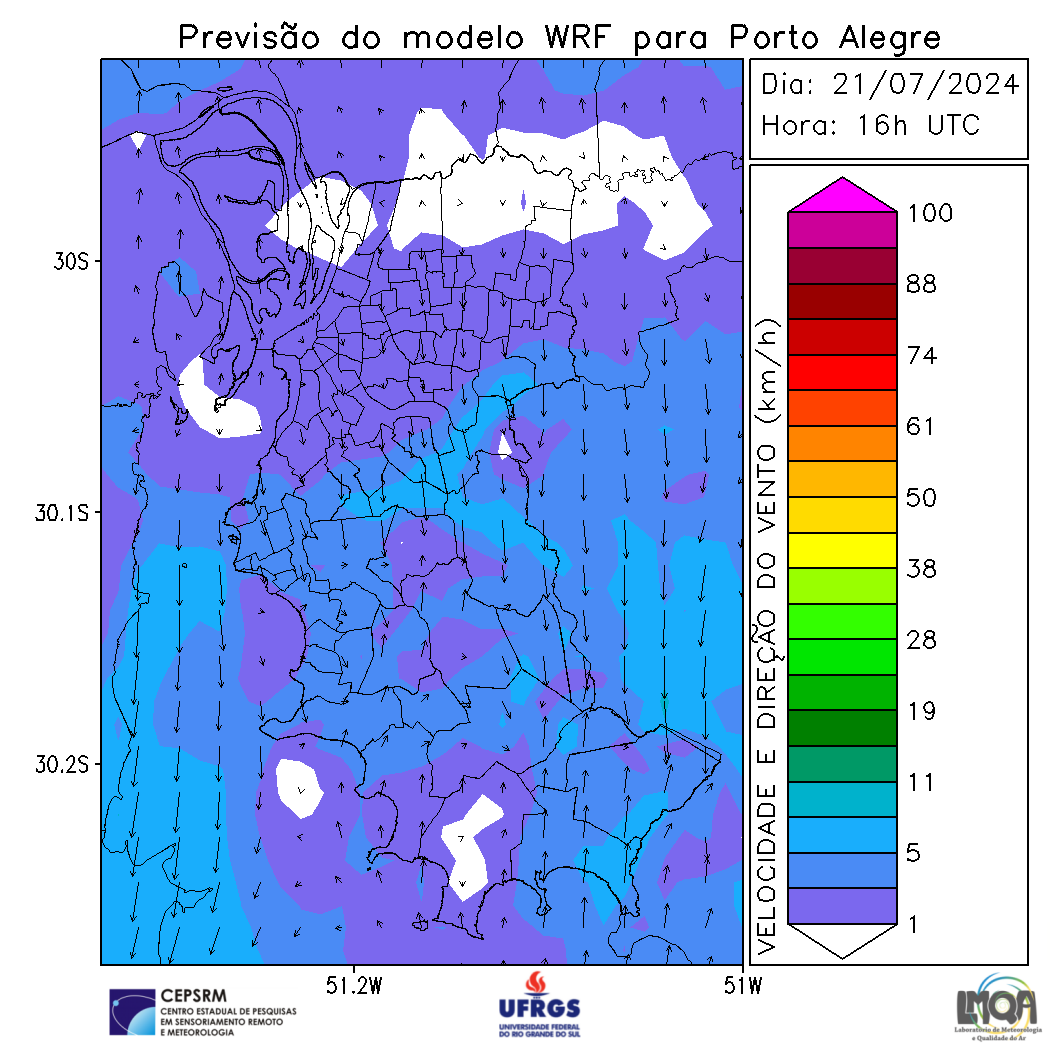 Previsão do modelo WRF para Porto Alegre
Dia: 21/07/2024
Hora: 16h UTC
30S
30.1S
30.2S
51.2W
51W
VELOCIDADE E DIREÇÃO DO VENTO (km/h)
100
88
74
61
50
38
28
19
11
5
1
CEPSRM
CENTRO ESTADUAL DE PESQUISAS
EM SENSORIAMENTO REMOTO
E METEOROLOGIA
UFRGS
UNIVERSIDADE FEDERAL
DO RIO GRANDE DO SUL
LMQA
Laboratório de Meteorologia
e Qualidade do Ar